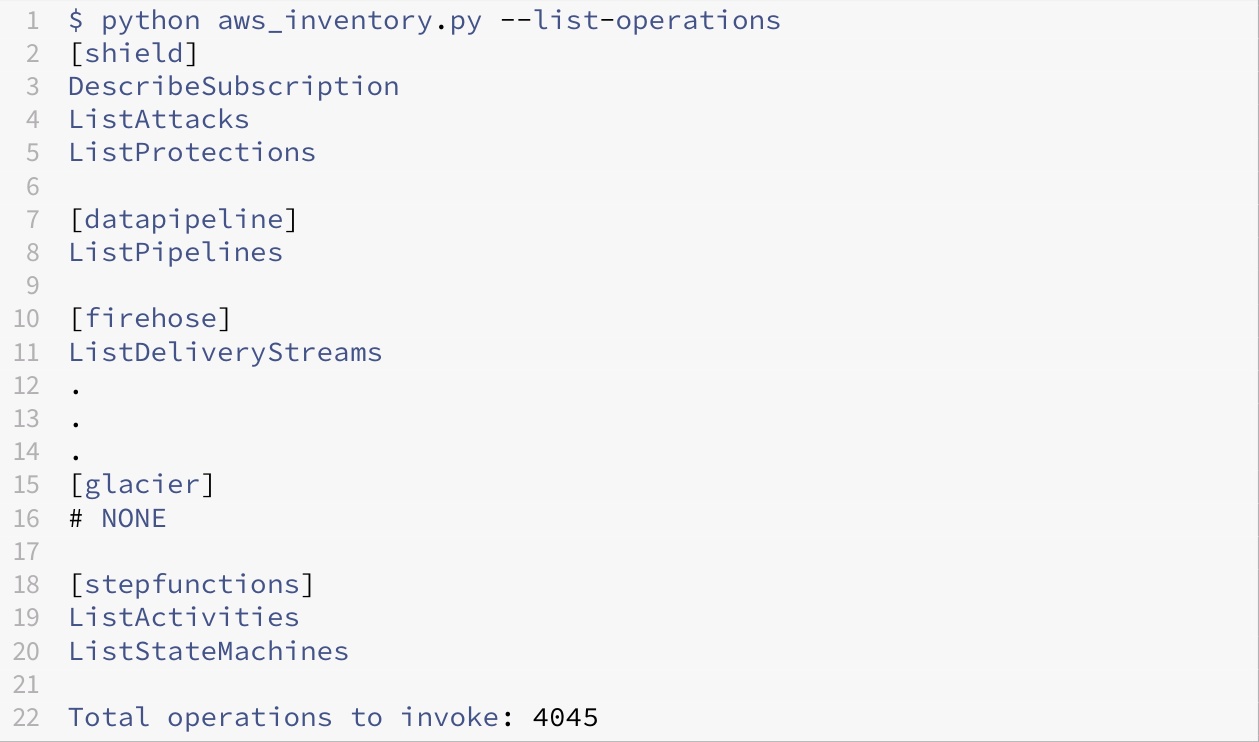 1 $ python aws_inventory.py --list-operations
2 [shield]
3 DescribeSubscription
4 ListAttacks
5 ListProtections
6
7 [datapipeline]
8 ListPipelines
9
10 [firehose]
11 ListDeliveryStreams
12 .
13 .
14 .
15 [glacier]
16 # NONE
17
18 [stepfunctions]
19 ListActivities
20 ListStateMachines
21
22 Total operations to invoke: 4045